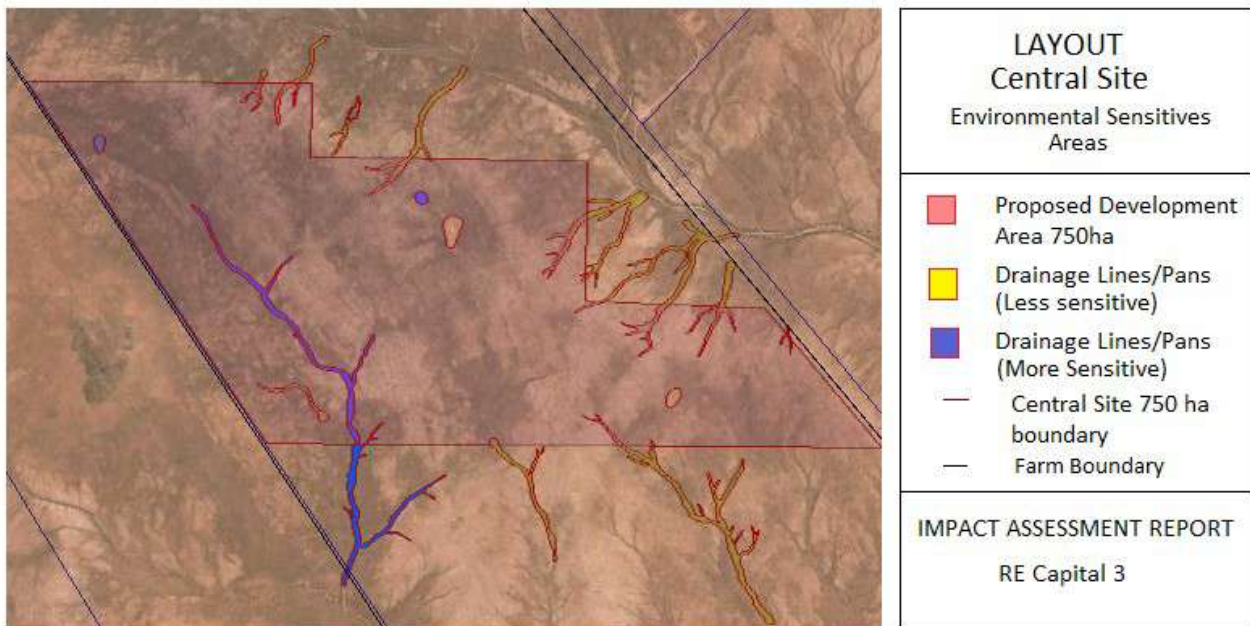 LAYOUT
Central Site
Environmental Sensitives
Areas
Proposed Development
Area 750ha
Drainage Lines/Pans
(Less sensitive)
Drainage Lines/Pans
(More Sensitive)
Central Site 750 ha
boundary
Farm Boundary
IMPACT ASSESSMENT REPORT
RE Capital 3